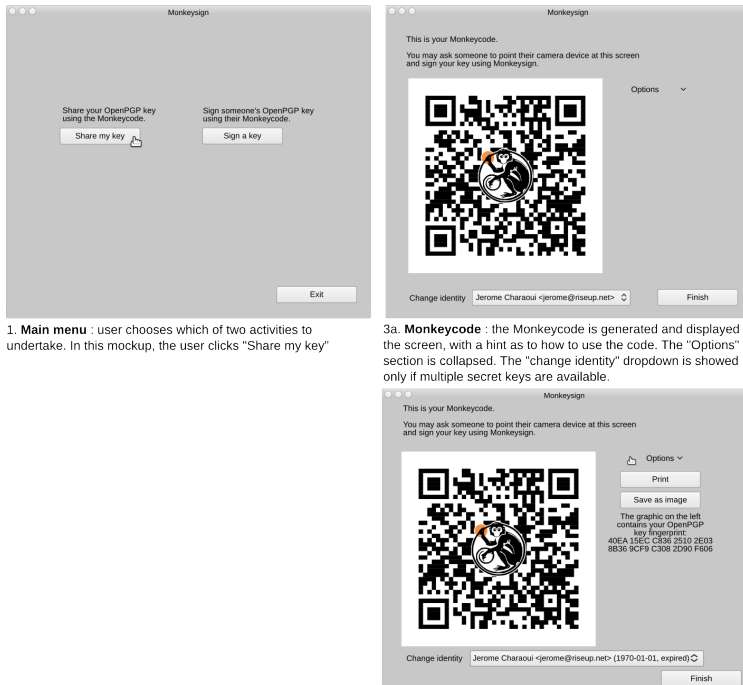 Monkeysign
Share your OpenPGP key
using the Monkeycode.
Share my key
Sign someone's OpenPGP key
using their Monkeycode.
Sign a key
Exit
1. Main menu : user chooses which of two activities to
undertake. In this mockup, the user clicks "Share my key"
Monkeysign
This is your Monkeycode.
You may ask someone to point their camera device at this screen
and sign your key using Monkeysign.
Options
Change identity
Jerome Charaoui <jerome@riseup.net>
Finish
3a. Monkeycode : the Monkeycode is generated and displayed
the screen, with a hint as to how to use the code. The "Options"
section is collapsed. The "change identity" dropdown is showed
only if multiple secret keys are available.
Monkeysign
This is your Monkeycode.
You may ask someone to point their camera device at this screen
and sign your key using Monkeysign.
Options
Print
Save as image
The graphic on the left
contains your OpenPGP
key fingerprint:
40EA 15EC C836 2510 2E03
8B36 9CF9 C308 2D90 F606
Change identity
Jerome Charaoui <jerome@riseup.net> (1970-01-01, expired)
Finish